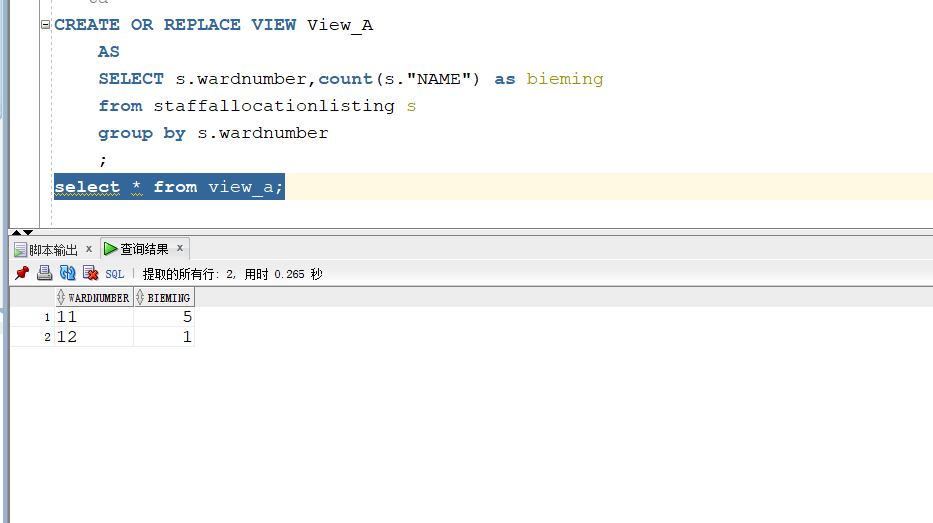 CREATE OR REPLACE VIEW View_A
AS
SELECT s.wardnumber,count(s."NAME") as bieming
from staffallocationlisting s
group by s.wardnumber
;
select * from view_a;
脚本输出 x 查询结果 x
SQL | 提取的所有行: 2, 用时 0.265 秒
WARDNUMBER BIEMING
1 11 5
2 12 1